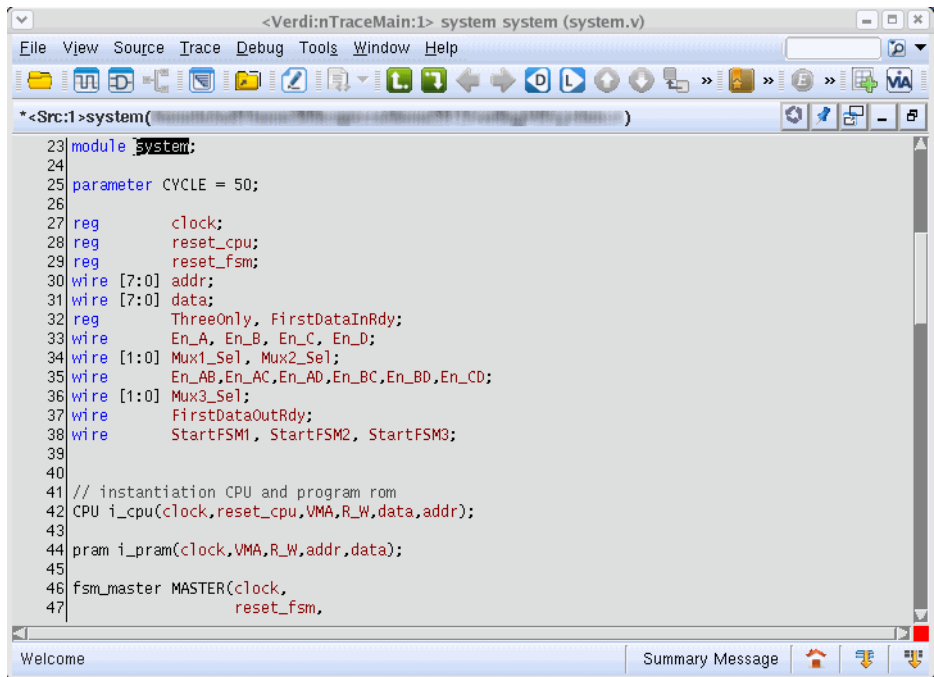 <Verdi:nTraceMain:1> system system (system.v)
File View Source Trace Debug Tools Window Help
D L » » » VIA
*<Src:1>system( )
23 module system;
24
25 parameter CYCLE = 50;
26
27 reg clock;
28 reg reset_cpu;
29 reg reset_fsm;
30 wire [7:0] addr;
31 wire [7:0] data;
32 reg ThreeOnly, FirstDataInRdy;
33 wire En_A, En_B, En_C, En_D;
34 wire [1:0] Mux1_Sel, Mux2_Sel;
35 wire En_AB,En_AC,En_AD,En_BC,En_BD,En_CD;
36 wire [1:0] Mux3_Sel;
37 wire FirstDataOutRdy;
38 wire StartFSM1, StartFSM2, StartFSM3;
39
40
41 // instantiation CPU and program rom
42 CPU i_cpu(clock,reset_cpu,VMA,R_W,data,addr);
43
44 pram i_pram(clock,VMA,R_W,addr,data);
45
46 fsm_master MASTER(clock,
47 reset_fsm,
Welcome Summary Message